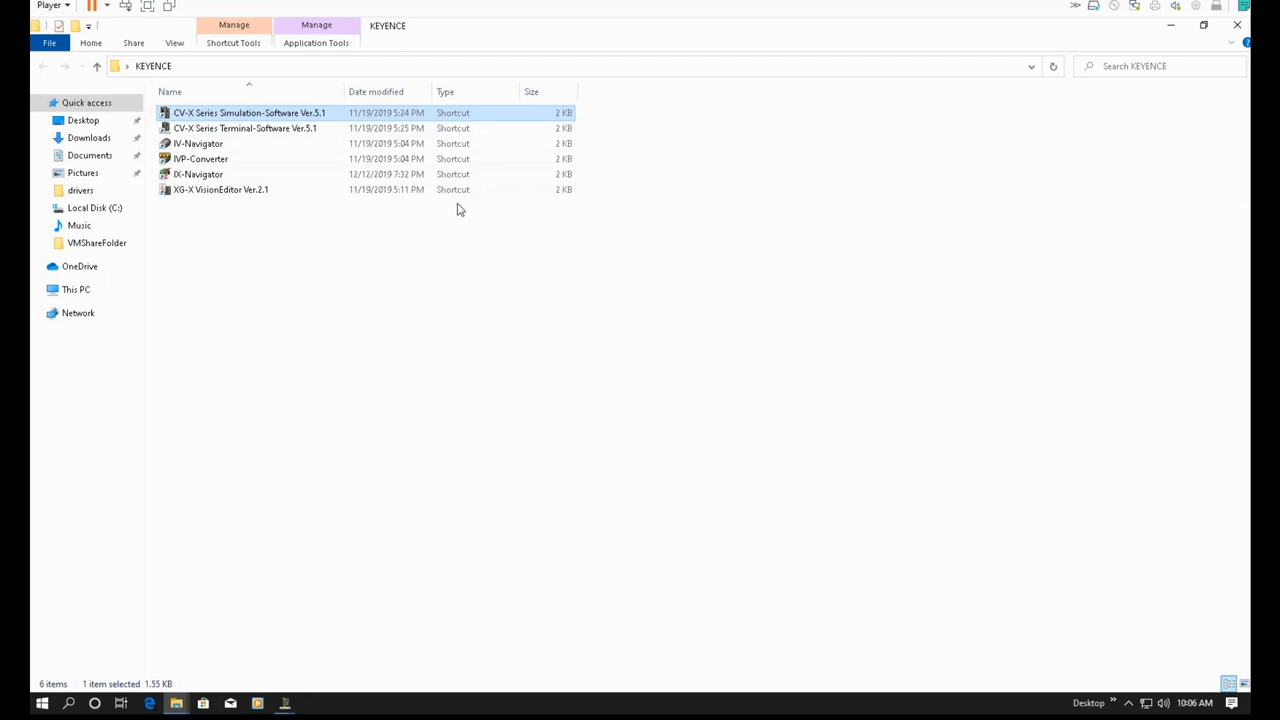 Player
Manage Manage KEYENCE
File Home Share View Shortcut Tools Application Tools
KEYENCE Search KEYENCE
Name Date modified Type Size
Quick access
Desktop
Downloads
Documents
Pictures
drivers
Local Disk (C:)
Music
VMShareFolder
OneDrive
This PC
Network
CV-X Series Simulation-Software Ver.5.1 11/19/2019 5:24 PM Shortcut 2 KB
CV-X Series Terminal-Software Ver.5.1 11/19/2019 5:25 PM Shortcut 2 KB
IV-Navigator 11/19/2019 5:04 PM Shortcut 2 KB
IVP-Converter 11/19/2019 5:04 PM Shortcut 2 KB
IX-Navigator 12/12/2019 7:32 PM Shortcut 2 KB
XG-X VisionEditor Ver.2.1 11/19/2019 5:11 PM Shortcut 2 KB
6 items 1 item selected 1.55 KB
Desktop 10:06 AM